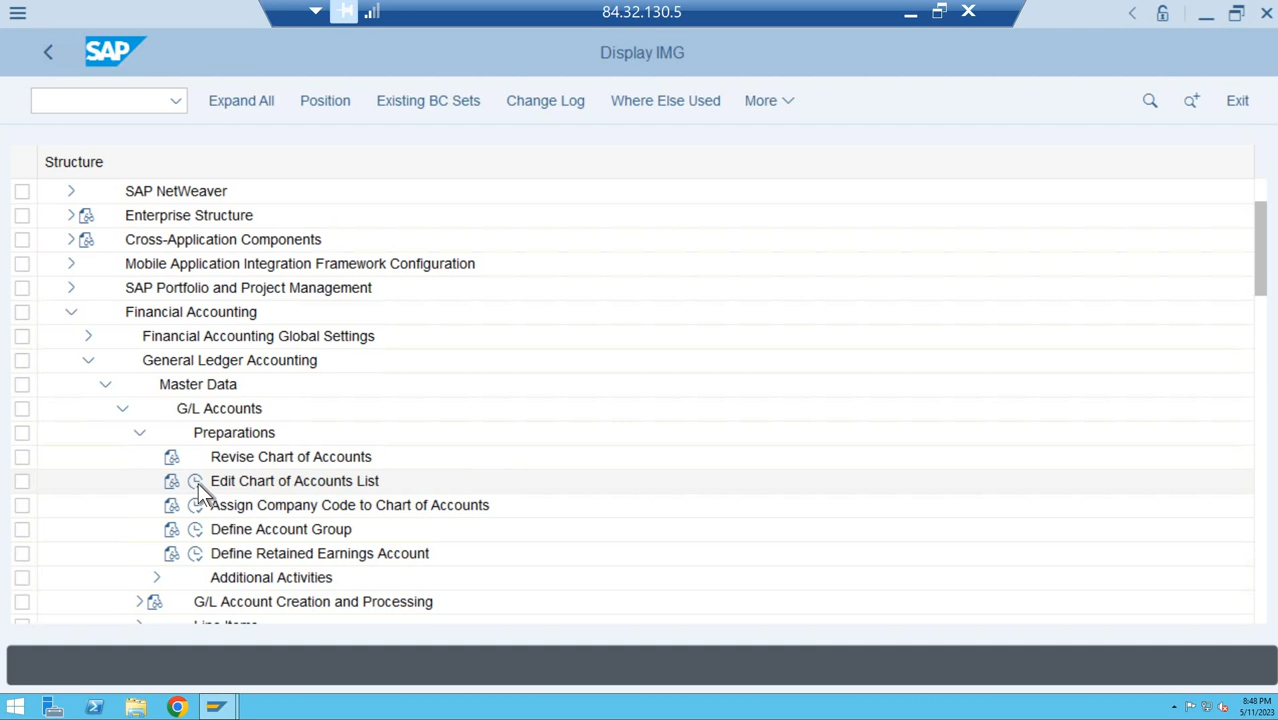 84.32.130.5
SAP
Display IMG
Expand All
Position
Existing BC Sets
Change Log
Where Else Used
More
Exit
Structure
SAP NetWeaver
Enterprise Structure
Cross-Application Components
Mobile Application Integration Framework Configuration
SAP Portfolio and Project Management
Financial Accounting
Financial Accounting Global Settings
General Ledger Accounting
Master Data
G/L Accounts
Preparations
Revise Chart of Accounts
Edit Chart of Accounts List
Assign Company Code to Chart of Accounts
Define Account Group
Define Retained Earnings Account
Additional Activities
G/L Account Creation and Processing
Line Items
8:48 PM
5/11/2023